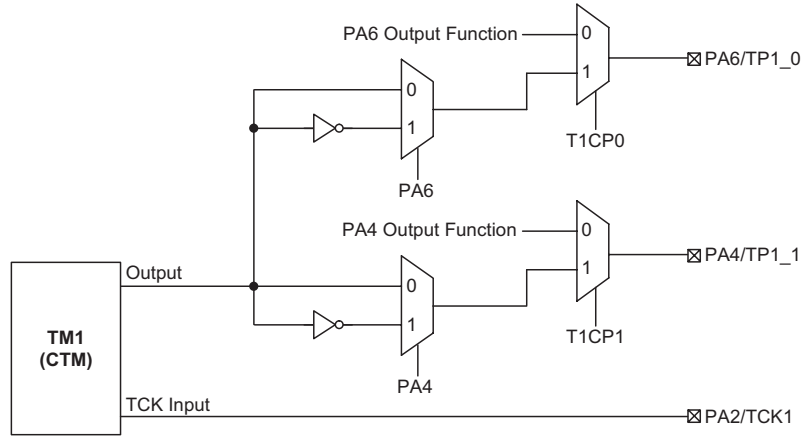 PA6 Output Function
0
1
PA6/TP1_0
T1CP0
0
1
PA6
PA4 Output Function
0
1
PA4/TP1_1
T1CP1
Output
0
1
PA4
TM1
(CTM)
TCK Input
PA2/TCK1